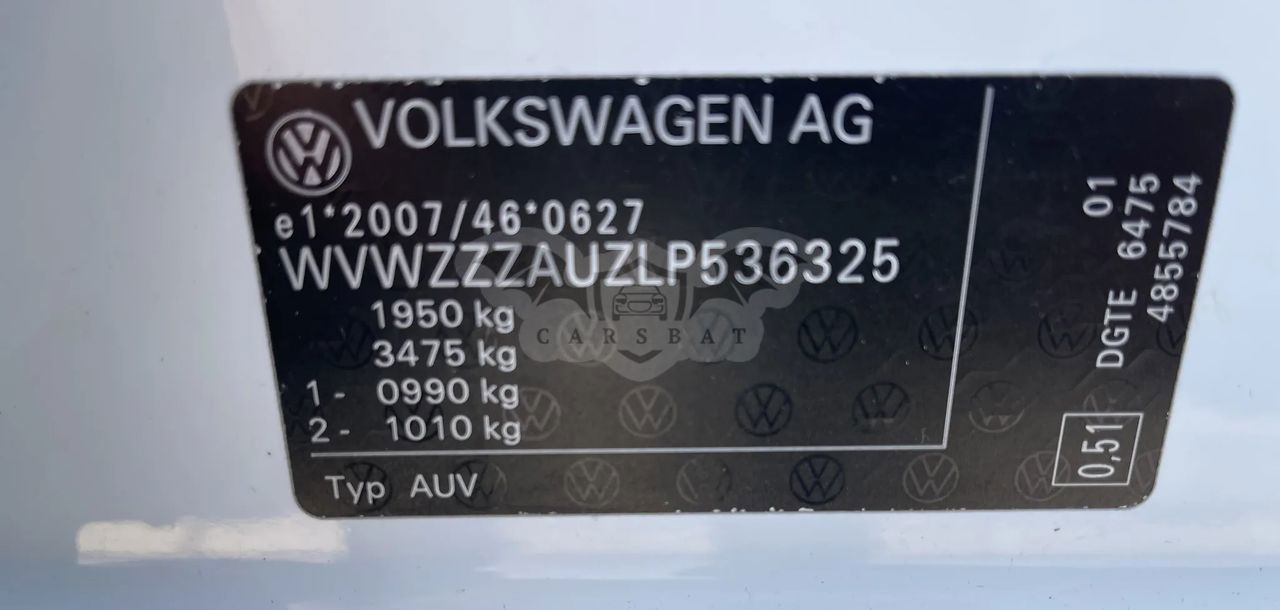 VOLKSWAGEN AG
e1*2007/46*0627
WVWZZZAUZLP536325
1950 kg
3475 kg
1 - 0990 kg
2 - 1010 kg
Typ AUV
01
DGTE 6475
4855784
0,51
CARSBAT